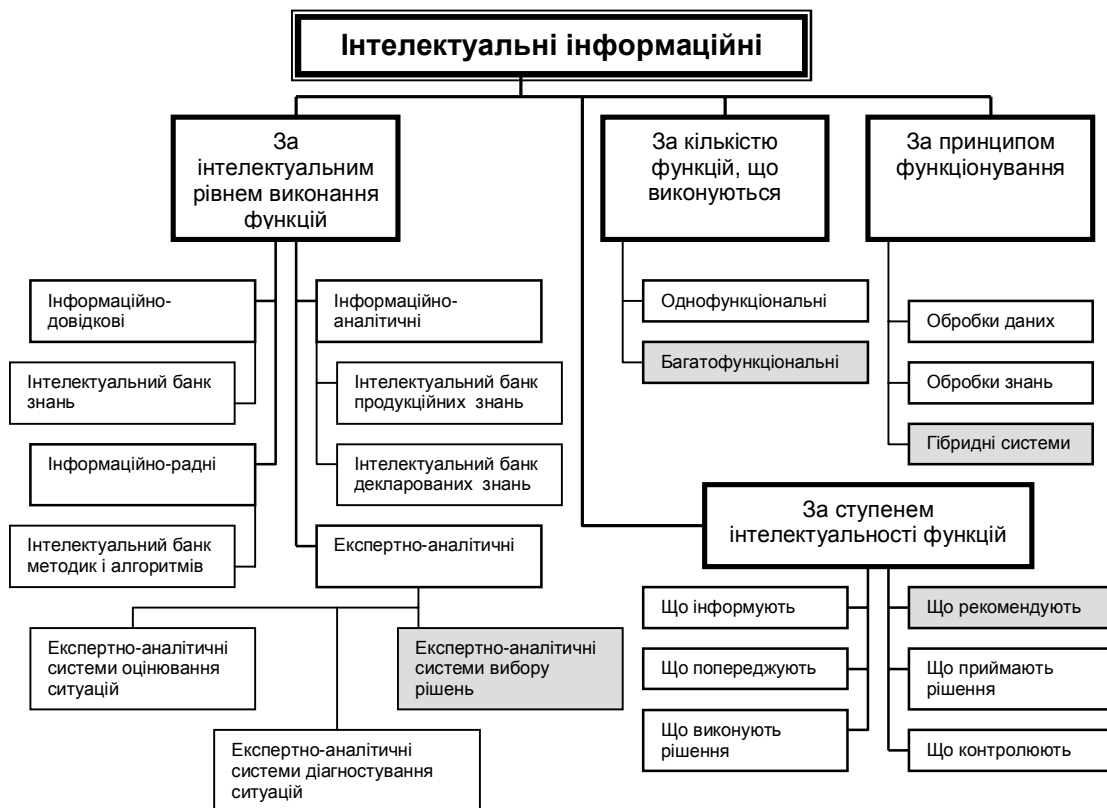 Інтелектуальні інформаційні
За
інтелектуальним
рівнем виконання
функцій
За кількістю
функцій, що
виконуються
За принципом
функціонування
Інформаційно-
довідкові
Інтелектуальний банк
знань
Інформаційно-радні
Інтелектуальний банк
методик і алгоритмів
Інформаційно-
аналітичні
Інтелектуальний банк
продукційних знань
Інтелектуальний банк
декларованих  знань
Експертно-аналітичні
Експертно-аналітичні
системи оцінювання
ситуацій
Експертно-аналітичні
системи діагностування
ситуацій
Експертно-аналітичні
системи вибору
рішень
Однофункціональні
Багатофункціональні
Обробки даних
Обробки знань
Гібридні системи
За ступенем
інтелектуальності функцій
Що інформують
Що попереджують
Що виконують
рішення
Що рекомендують
Що приймають
рішення
Що контролюють